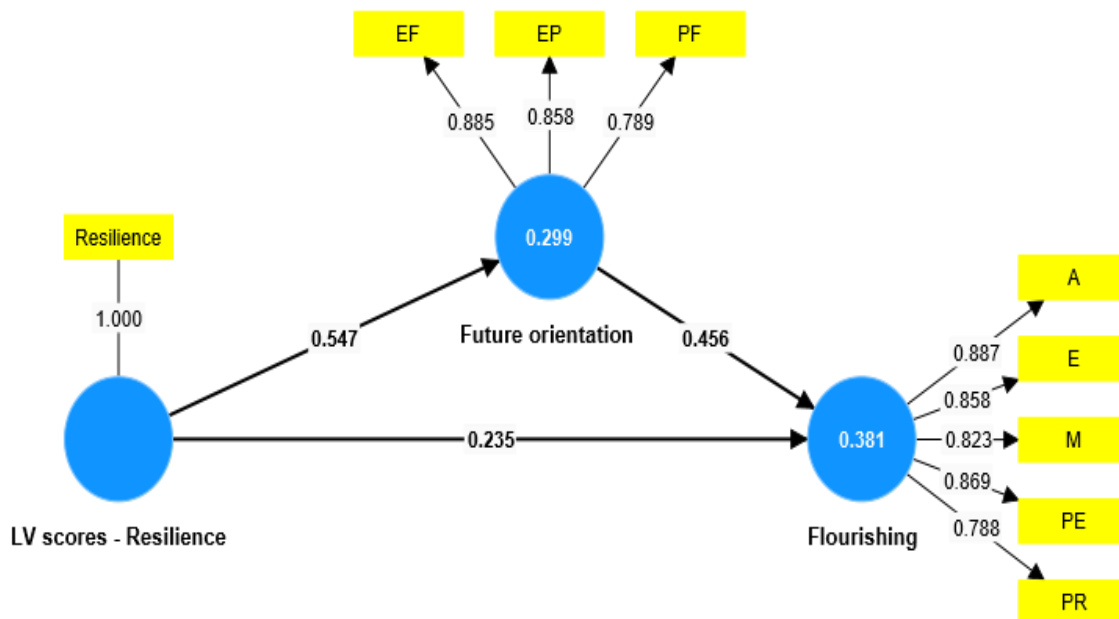 EF
EP
PF
0.885
0.858
0.789
Resilience
0.299
1.000
A
Future orientation
0.547
0.456
0.887
E
0.858
0.235
0.381
0.823
M
0.869
PE
LV scores - Resilience
Flourishing
0.788
PR